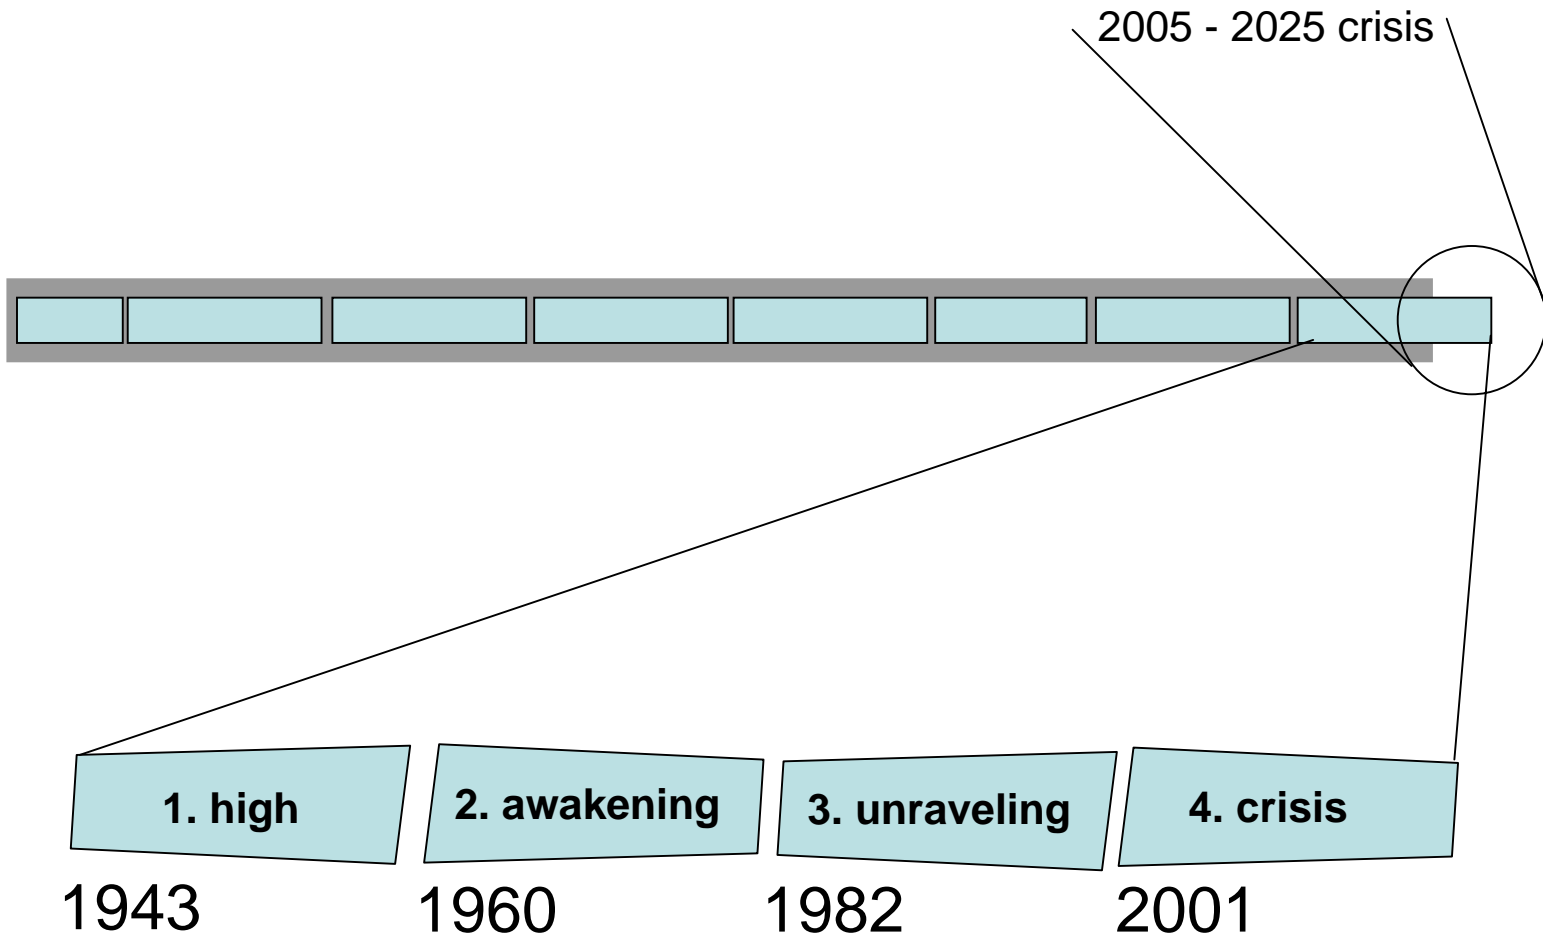 2005 - 2025 crisis
1. high
2. awakening
3. unraveling
4. crisis
1943
1960
1982
2001